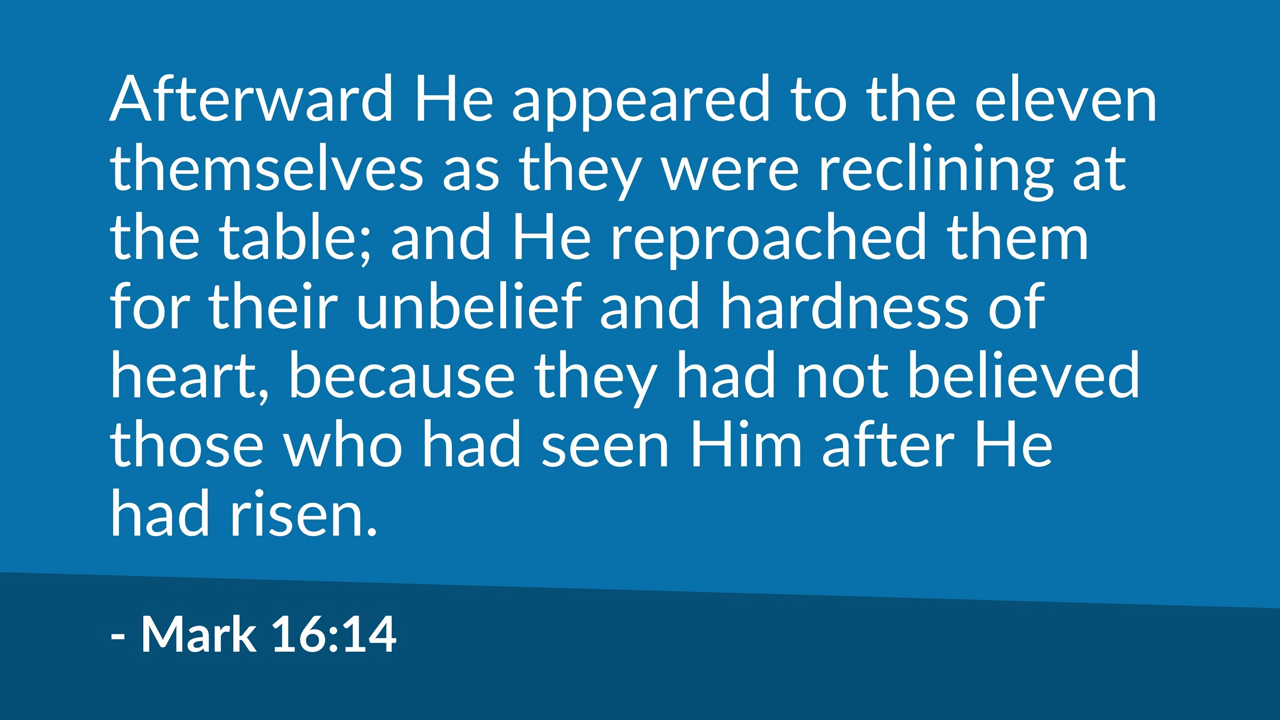 Afterward He appeared to the eleven
themselves as they were reclining at
the table; and He reproached them
for their unbelief and hardness of
heart, because they had not believed
those who had seen Him after He
had risen.
- Mark 16:14